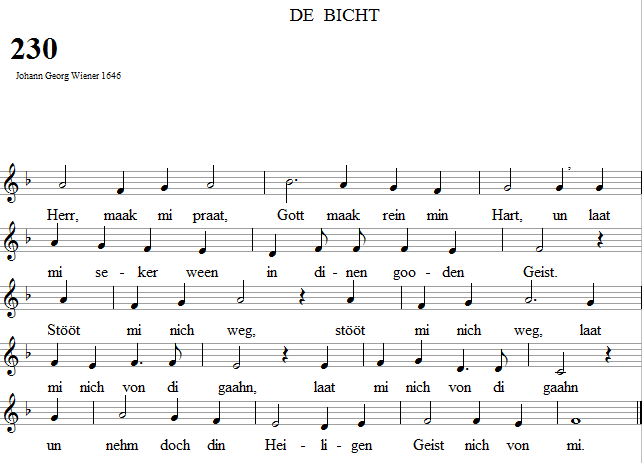 DE BICHT
230
Johann Georg Wiener 1646
Herr, maak mi praat, Gott maak rein min Hart, un laat
mi se - ker ween in di - nen goo - den Geist.
Stööt mi nich weg, stööt mi nich weg, laat
mi nich von di gaahn, laat mi nich von di gaahn
un nehm doch din Hei - li - gen Geist nich von mi.